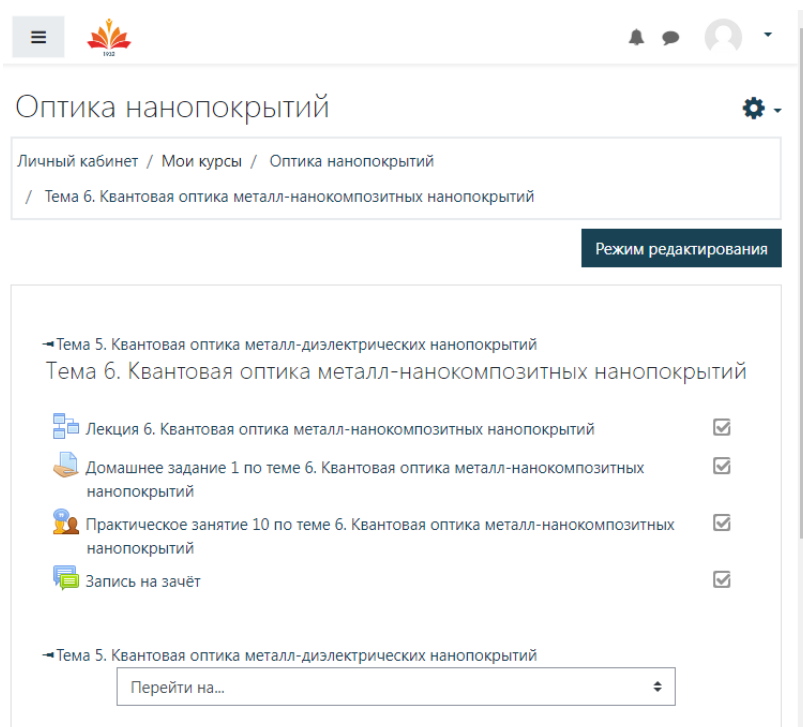 1932
Оптика нанопокрытий
Личный кабинет / Мои курсы / Оптика нанопокрытий
/ Тема 6. Квантовая оптика металл-нанокомпозитных нанопокрытий
Режим редактирования
Тема 5. Квантовая оптика металл-диэлектрических нанопокрытий
Тема 6. Квантовая оптика металл-нанокомпозитных нанопокрытий
Лекция 6. Квантовая оптика металл-нанокомпозитных нанопокрытий
Домашнее задание 1 по теме 6. Квантовая оптика металл-нанокомпозитных
нанопокрытий
Практическое занятие 10 по теме 6. Квантовая оптика металл-нанокомпозитных
нанопокрытий
Запись на зачёт
Тема 5. Квантовая оптика металл-диэлектрических нанопокрытий
Перейти на...